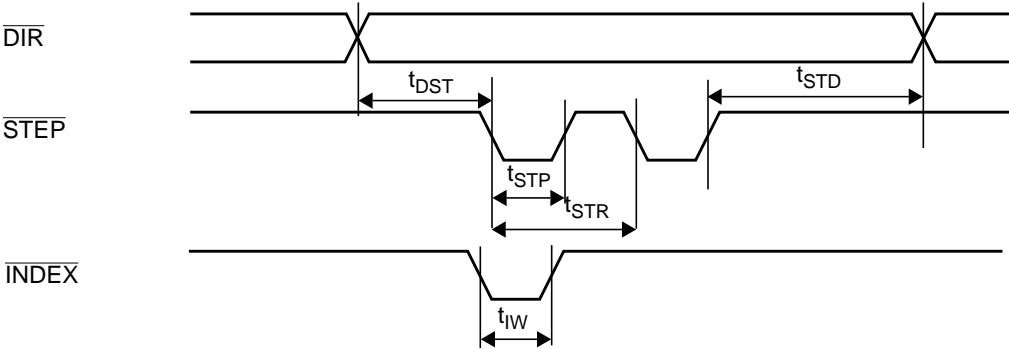 DIR
tDST
tSTD
STEP
tSTP
tSTR
INDEX
tIW